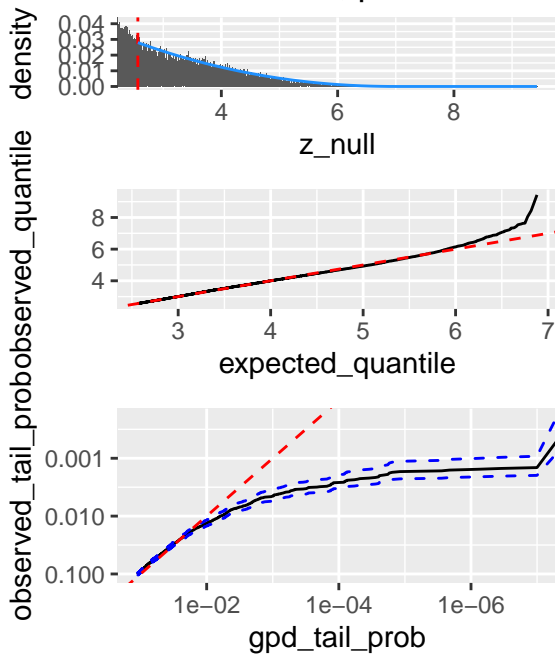 density
0.04
0.03
0.02
0.01
0.00
4 6 8
z_null
observed_quantile
8
6
4
3 4 5 6 7
expected_quantile
observed_tail_prob
0.001
0.010
0.100
1e-02 1e-04 1e-06
gpd_tail_prob